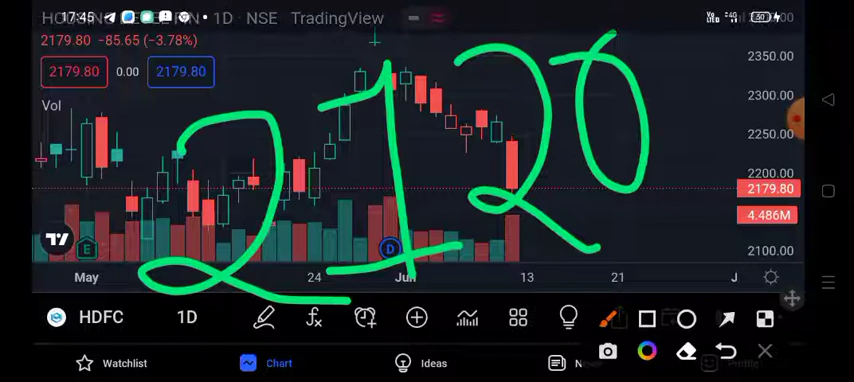 17:45
1D · NSE TradingView
2179.80 −85.65 (−3.78%)
2179.80 0.00 2179.80
Vol
2120
2350.00
2300.00
2250.00
2200.00
2179.80
4.486M
2100.00
E
D
May 24 Jun 13 21 J
HDFC 1D
Watchlist
Chart
Ideas